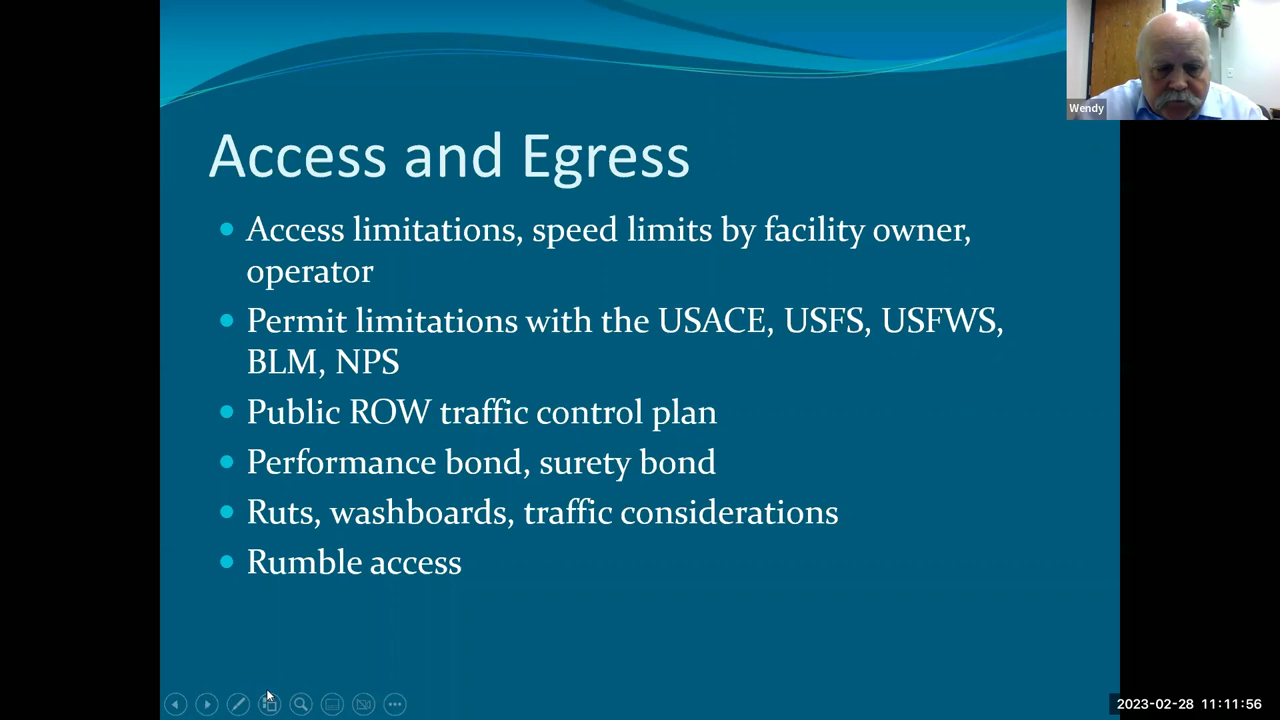 Wendy
Access and Egress
Access limitations, speed limits by facility owner,
operator
Permit limitations with the USACE, USFS, USFWS,
BLM, NPS
Public ROW traffic control plan
Performance bond, surety bond
Ruts, washboards, traffic considerations
Rumble access
2023-02-28 11:11:56